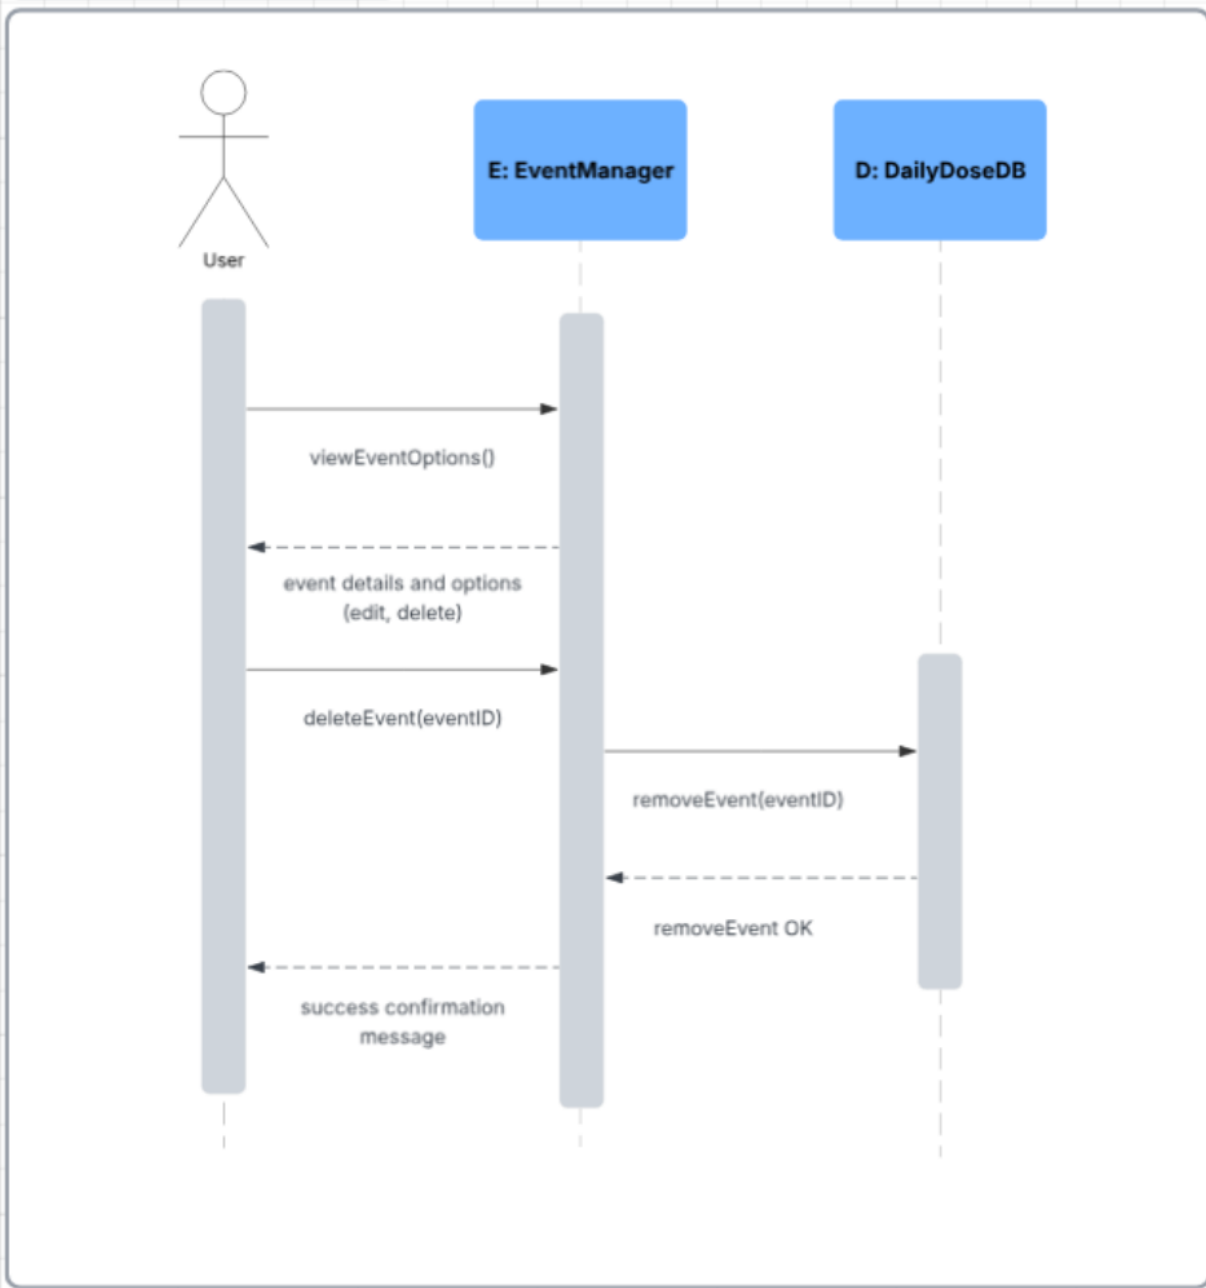 E: EventManager
D: DailyDoseDB
User
viewEventOptions()
event details and options
(edit, delete)
deleteEvent(eventID)
removeEvent(eventID)
removeEvent OK
success confirmation
message